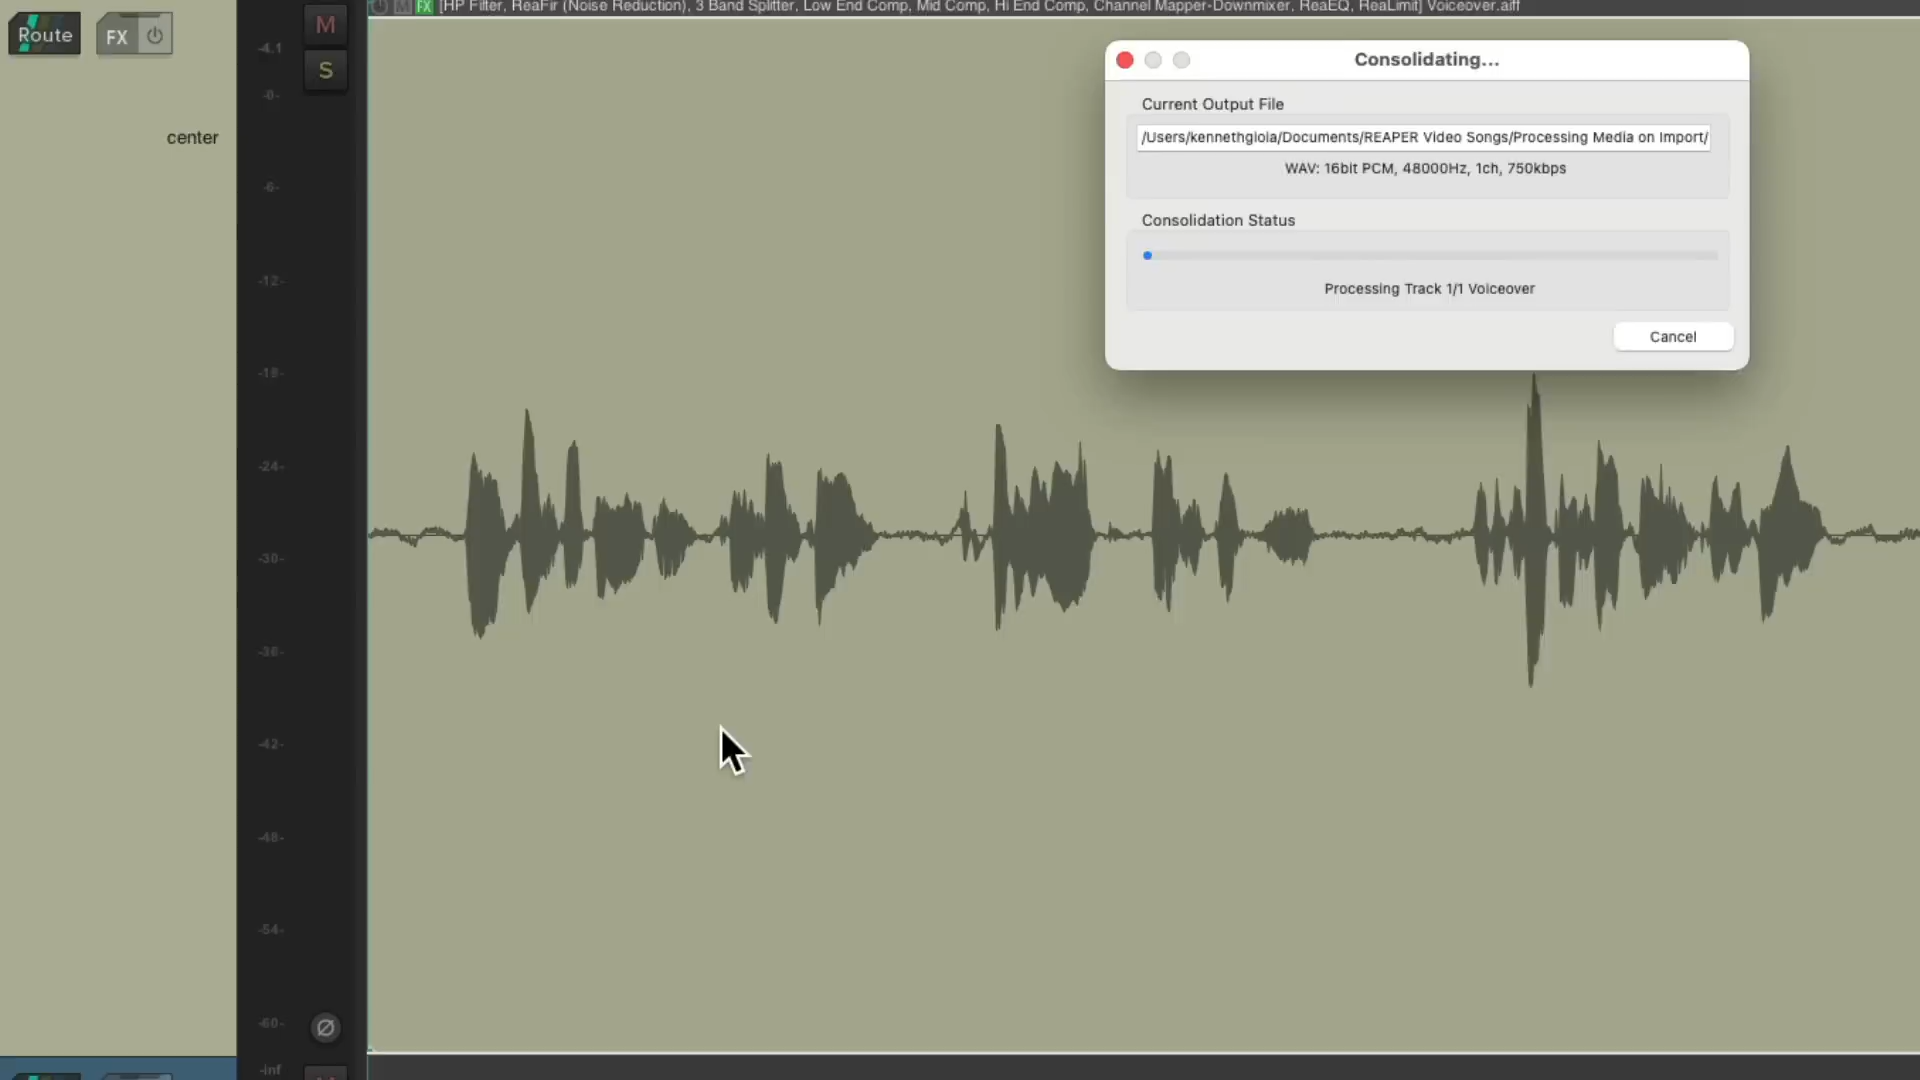 [HP Filter, ReaFir (Noise Reduction), 3 Band Splitter, Low End Comp, Mid Comp, Hi End Comp, Channel Mapper-Downmixer, ReaEQ, ReaLimit] Voiceover.aiff
M
FX
Route
FX
M
S
center
-4.1
-0-
-6-
-12-
-18-
-24-
-30-
-36-
-42-
-48-
-54-
-60-
-inf
Consolidating...
Current Output File
/Users/kennethgioia/Documents/REAPER Video Songs/Processing Media on Import/
WAV: 16bit PCM, 48000Hz, 1ch, 750kbps
Consolidation Status
Processing Track 1/1 Voiceover
Cancel